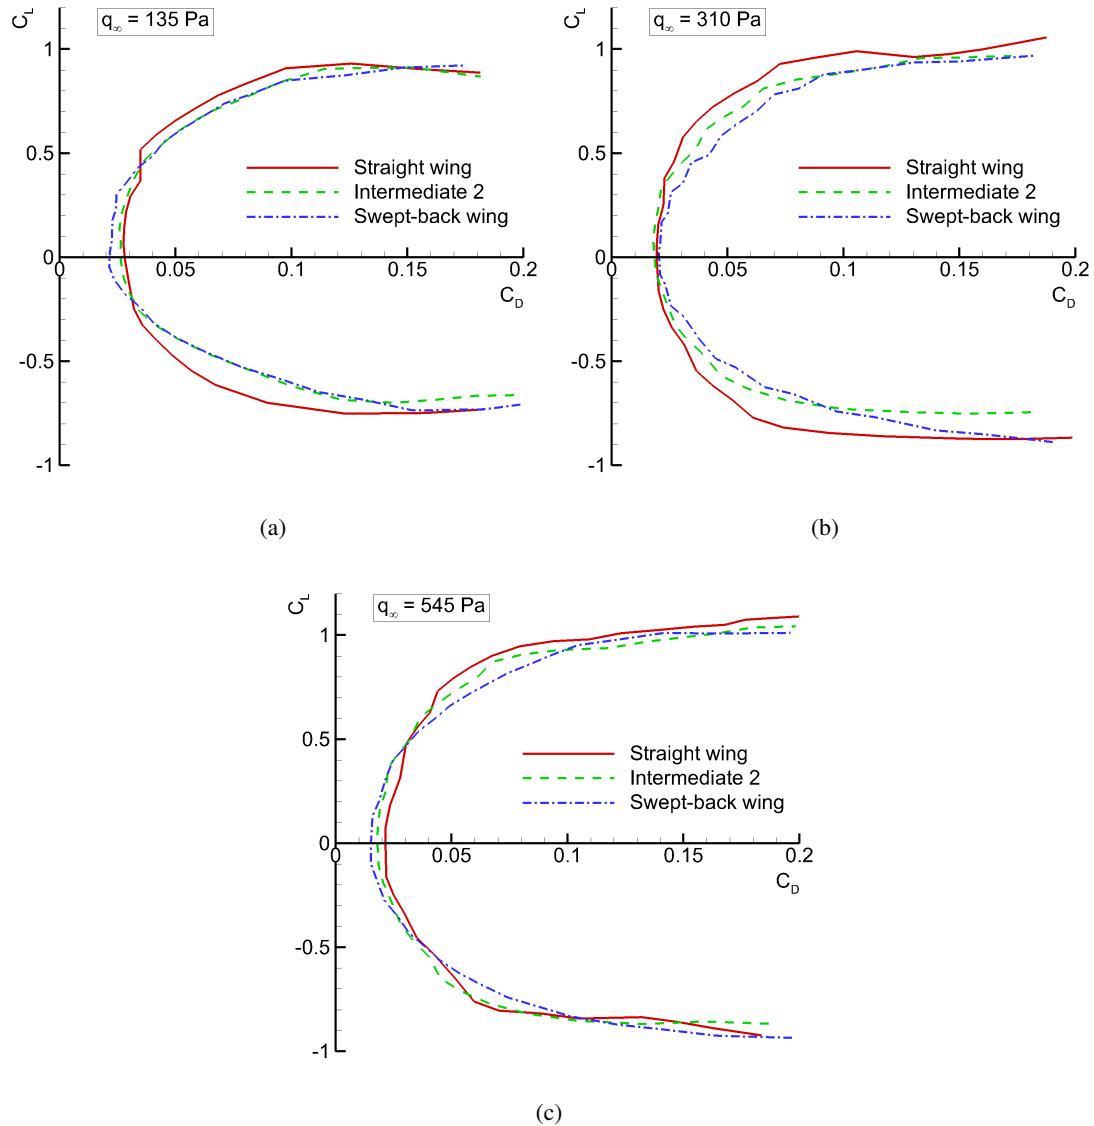 C_L
q_∞ = 135 Pa
1
0.5
Straight wing
Intermediate 2
Swept-back wing
0
0 0.05 0.1 0.15 0.2
C_D
-0.5
-1
(a)
C_L
q_∞ = 310 Pa
1
0.5
Straight wing
Intermediate 2
Swept-back wing
0
0 0.05 0.1 0.15 0.2
C_D
-0.5
-1
(b)
C_L
q_∞ = 545 Pa
1
0.5
Straight wing
Intermediate 2
Swept-back wing
0
0 0.05 0.1 0.15 0.2
C_D
-0.5
-1
(c)